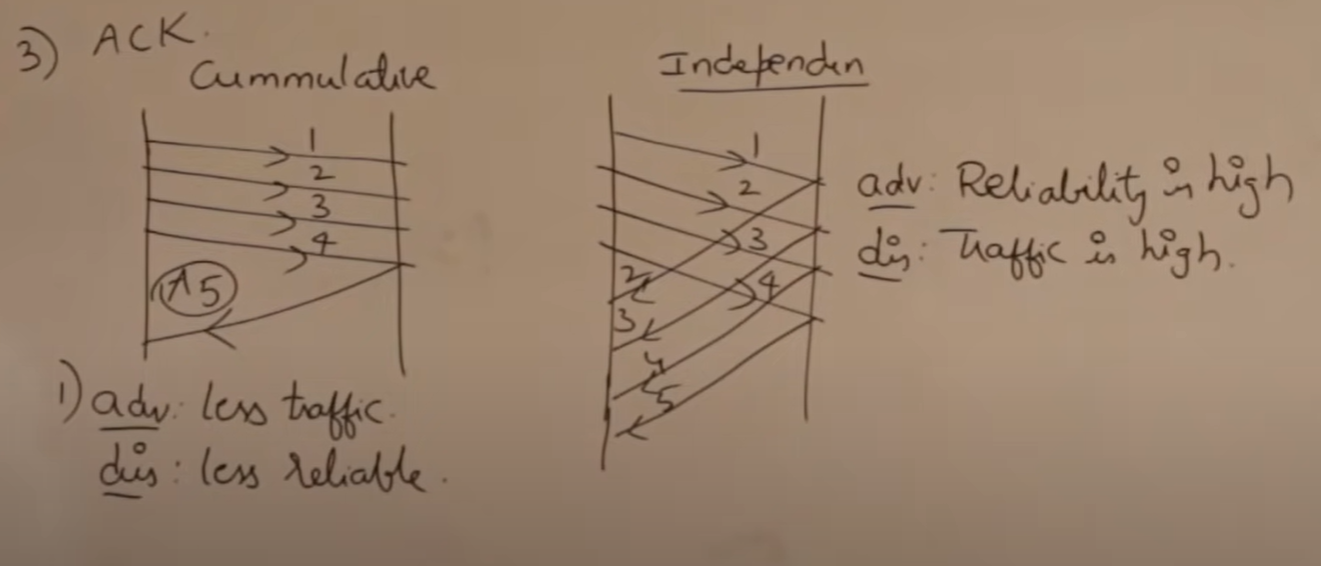 3) ACK.
Cummulative
1
2
3
4
A5
1) adv: less traffic.
dis: less reliable.
Independen
1
2
3
4
2
3
4
5
adv: Reliability is high
dis: Traffic is high.